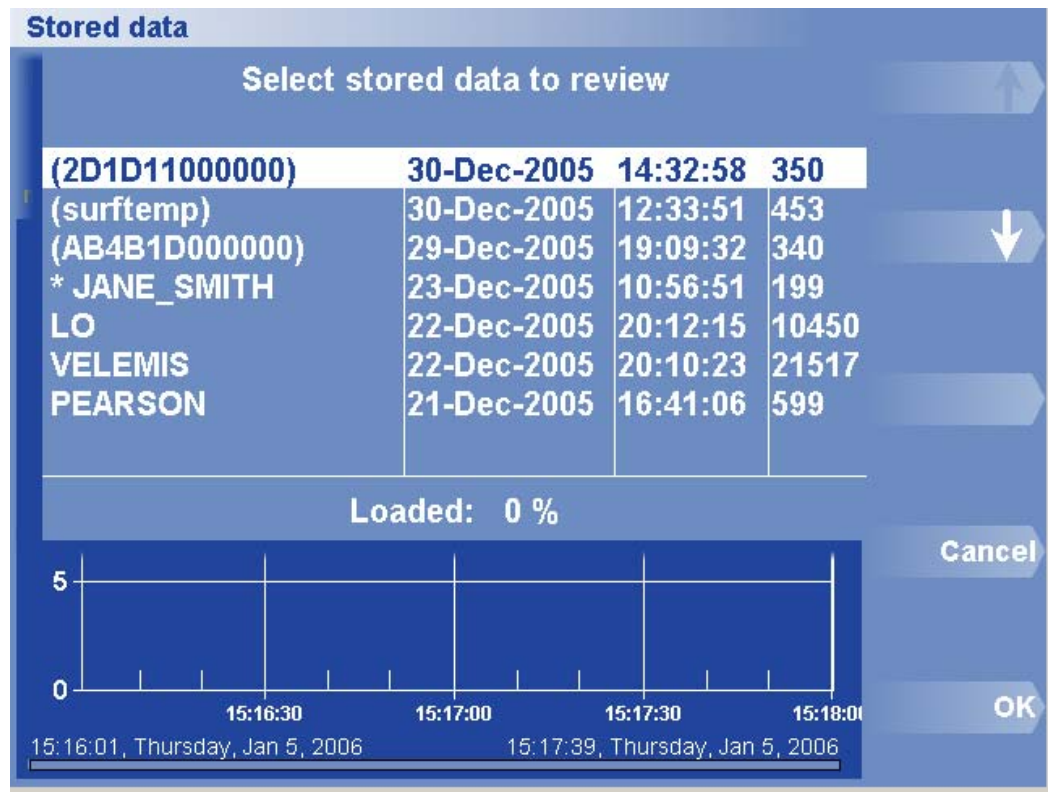 Stored data
Select stored data to review
(2D1D11000000) 30-Dec-2005 14:32:58 350
(surftemp) 30-Dec-2005 12:33:51 453
(AB4B1D000000) 29-Dec-2005 19:09:32 340
* JANE_SMITH 23-Dec-2005 10:56:51 199
LO 22-Dec-2005 20:12:15 10450
VELEMIS 22-Dec-2005 20:10:23 21517
PEARSON 21-Dec-2005 16:41:06 599
Loaded: 0 %
Cancel
5
0
15:16:30 15:17:00 15:17:30 15:18:0
OK
15:16:01, Thursday, Jan 5, 2006 15:17:39, Thursday, Jan 5, 2006